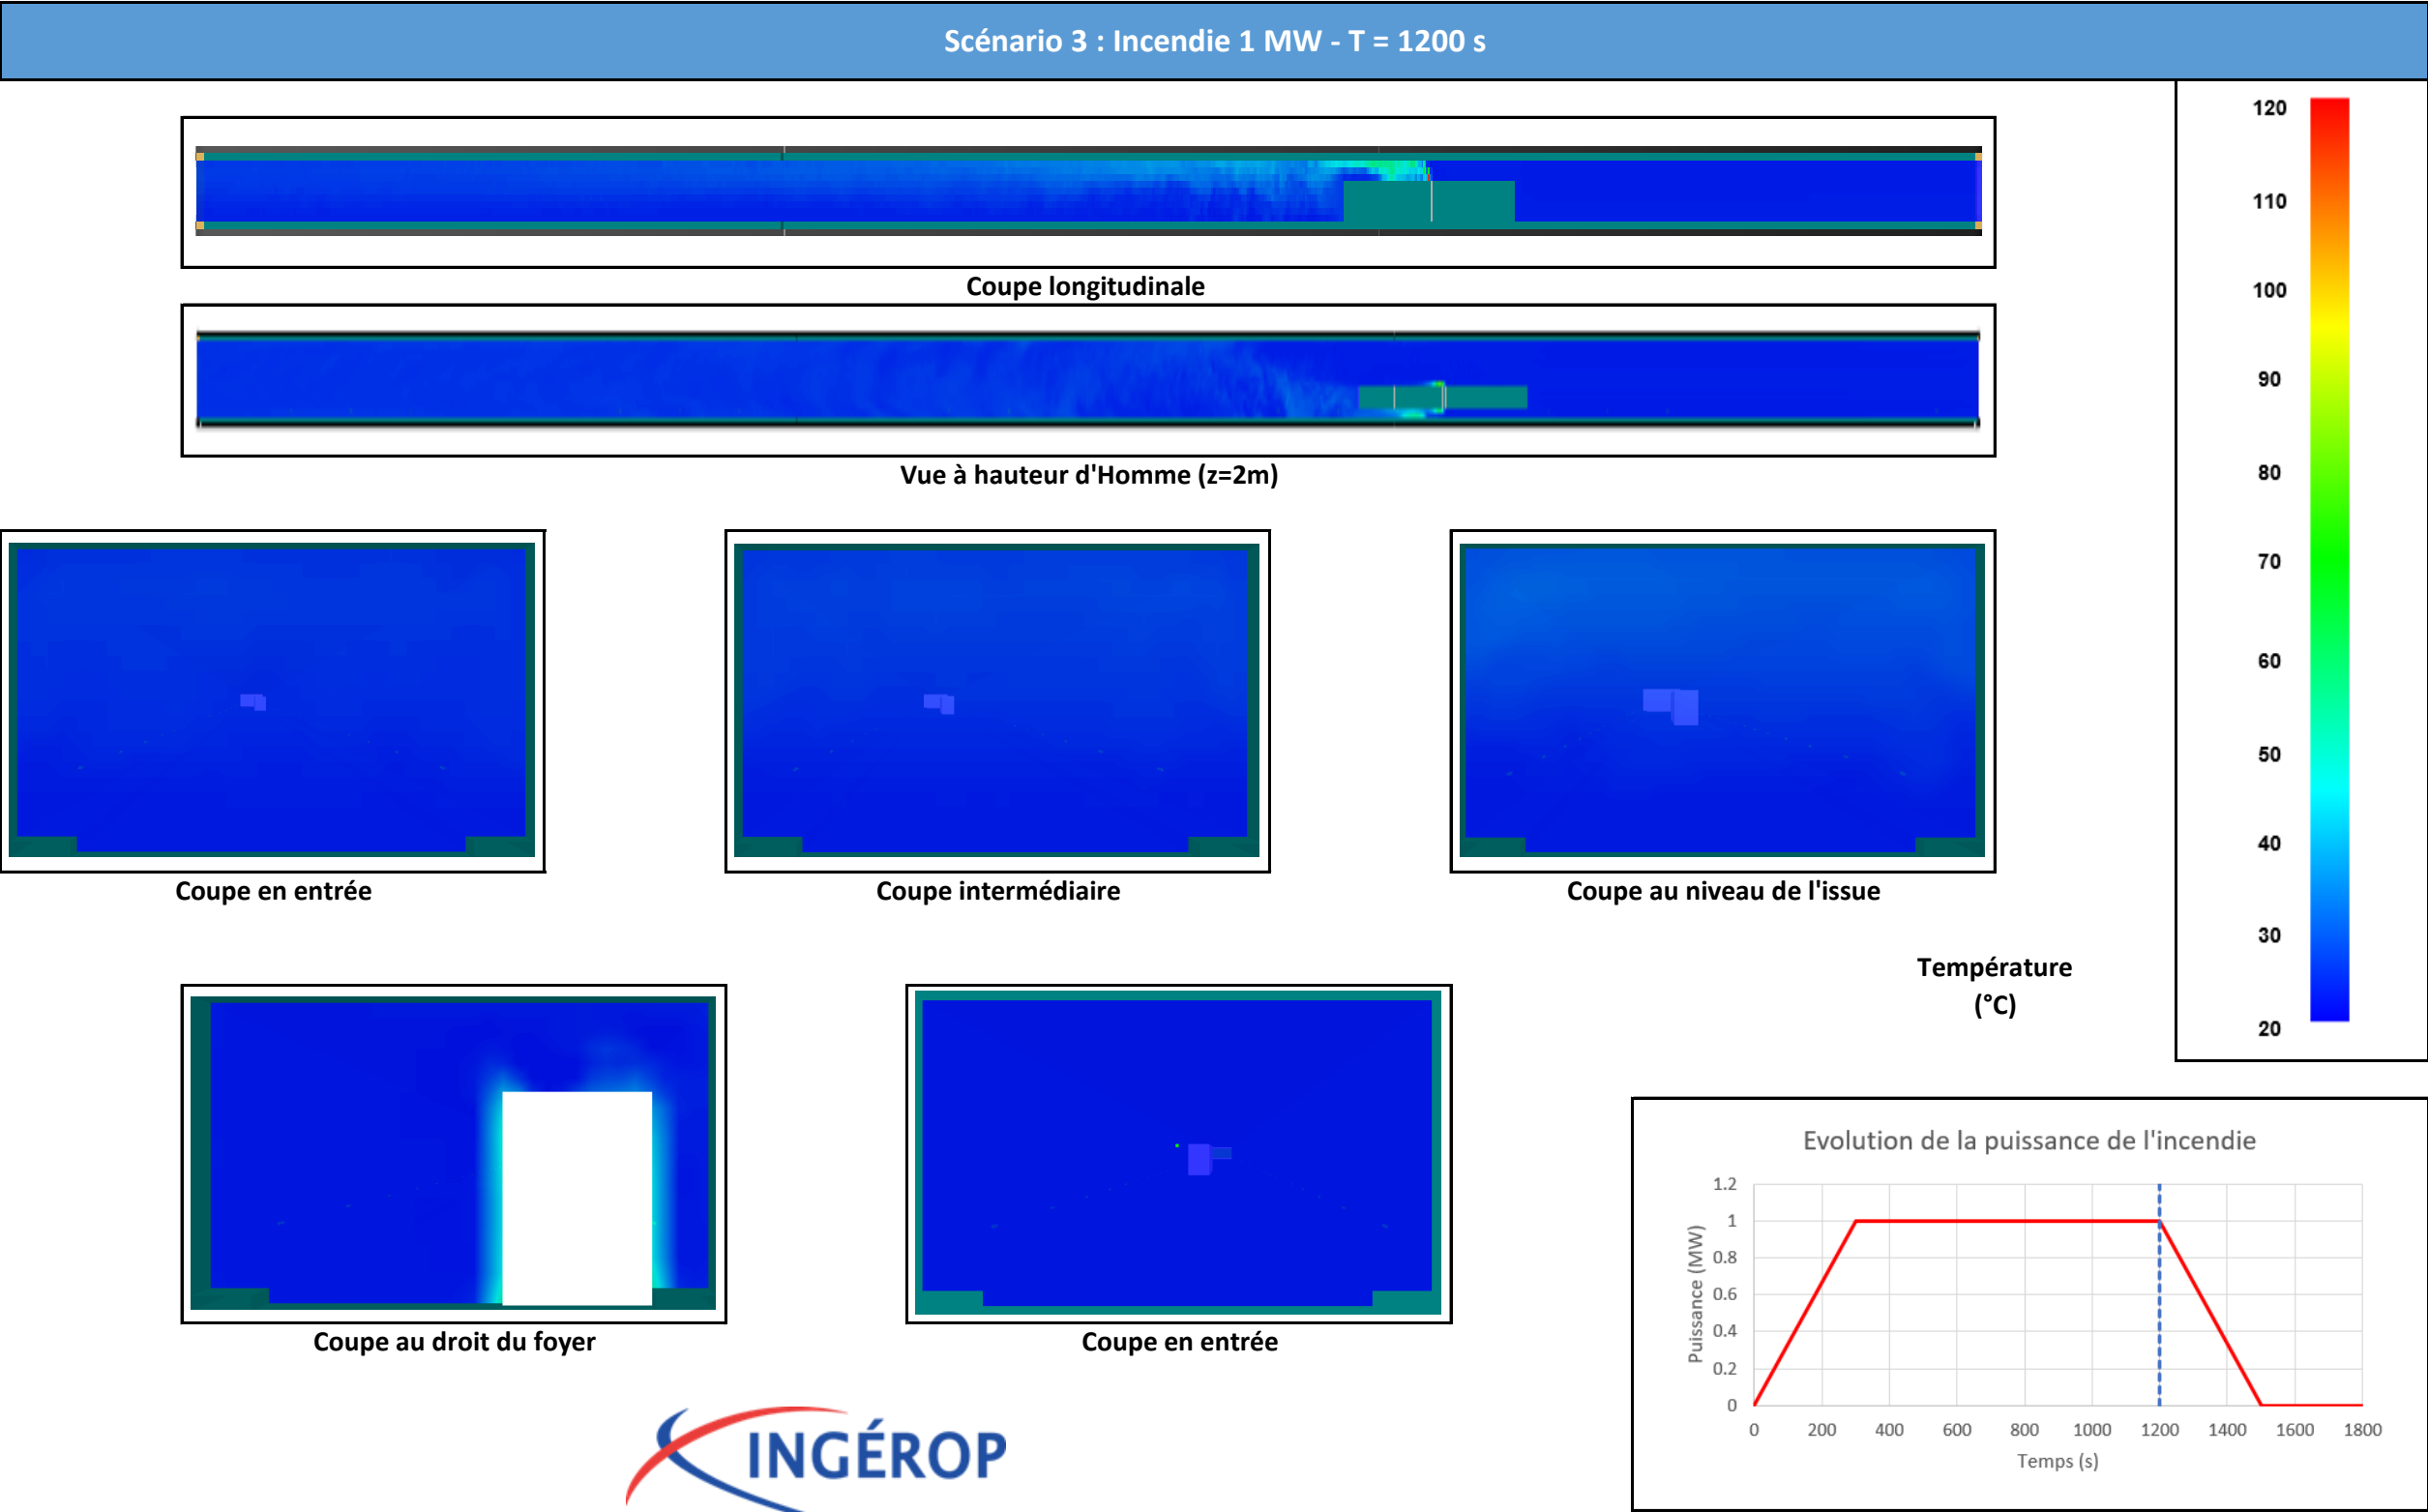 Scénario 3 : Incendie 1 MW - T = 1200 s
120
110
100
90
80
70
60
50
40
30
20
Coupe longitudinale
Vue à hauteur d'Homme (z=2m)
Coupe en entrée
Coupe intermédiaire
Coupe au niveau de l'issue
Température
(°C)
Coupe au droit du foyer
Coupe en entrée
Evolution de la puissance de l'incendie
Puissance (MW)
1.2
1
0.8
0.6
0.4
0.2
0
0 200 400 600 800 1000 1200 1400 1600 1800
Temps (s)
INGÉROP